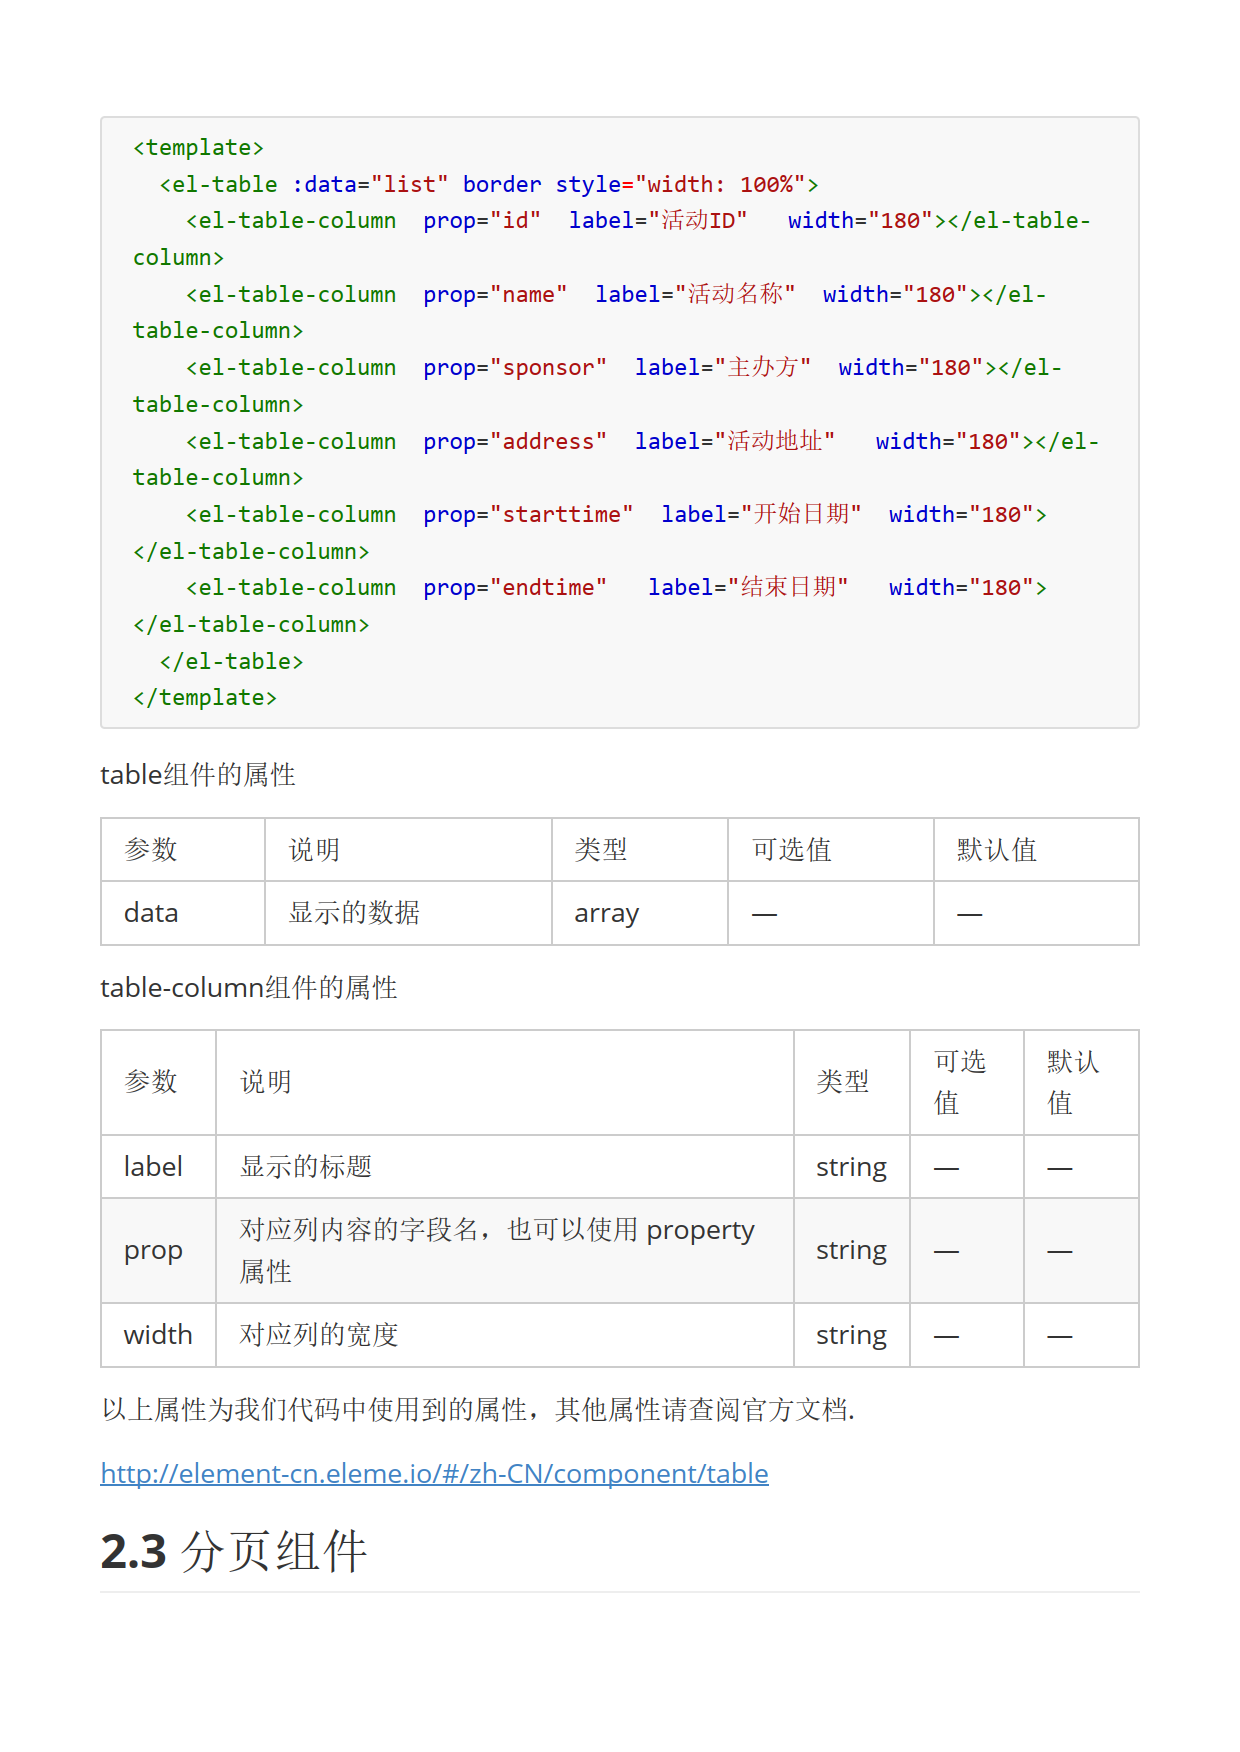 <template>
  <el-table :data="list" border style="width: 100%">
    <el-table-column  prop="id"  label="活动ID"   width="180"></el-table-
column>
    <el-table-column  prop="name"  label="活动名称"  width="180"></el-
table-column>
    <el-table-column  prop="sponsor"  label="主办方"  width="180"></el-
table-column>
    <el-table-column  prop="address"  label="活动地址"   width="180"></el-
table-column>
    <el-table-column  prop="starttime"  label="开始日期"  width="180">
</el-table-column>
    <el-table-column  prop="endtime"   label="结束日期"   width="180">
</el-table-column>
  </el-table>
</template>
table组件的属性
参数 说明 类型 可选值 默认值
data 显示的数据 array — —
table-column组件的属性
参数 说明 类型 可选值 默认值
label 显示的标题 string — —
prop 对应列内容的字段名，也可以使用 property 属性 string — —
width 对应列的宽度 string — —
以上属性为我们代码中使用到的属性，其他属性请查阅官方文档.
http://element-cn.eleme.io/#/zh-CN/component/table
2.3 分页组件